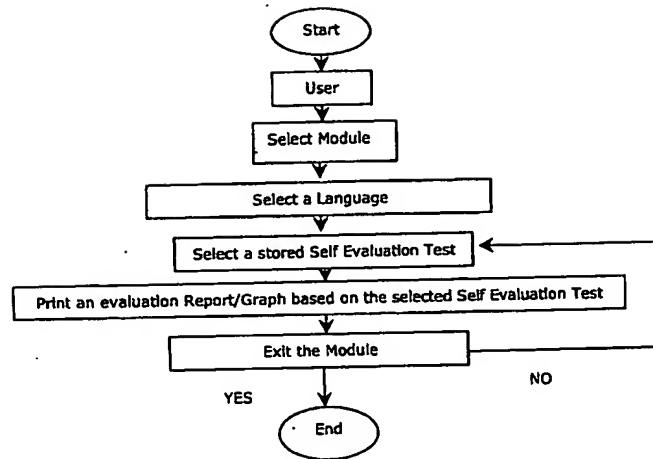 Start
User
Select Module
Select a Language
Select a stored Self Evaluation Test
Print an evaluation Report/Graph based on the selected Self Evaluation Test
Exit the Module
NO
YES
End